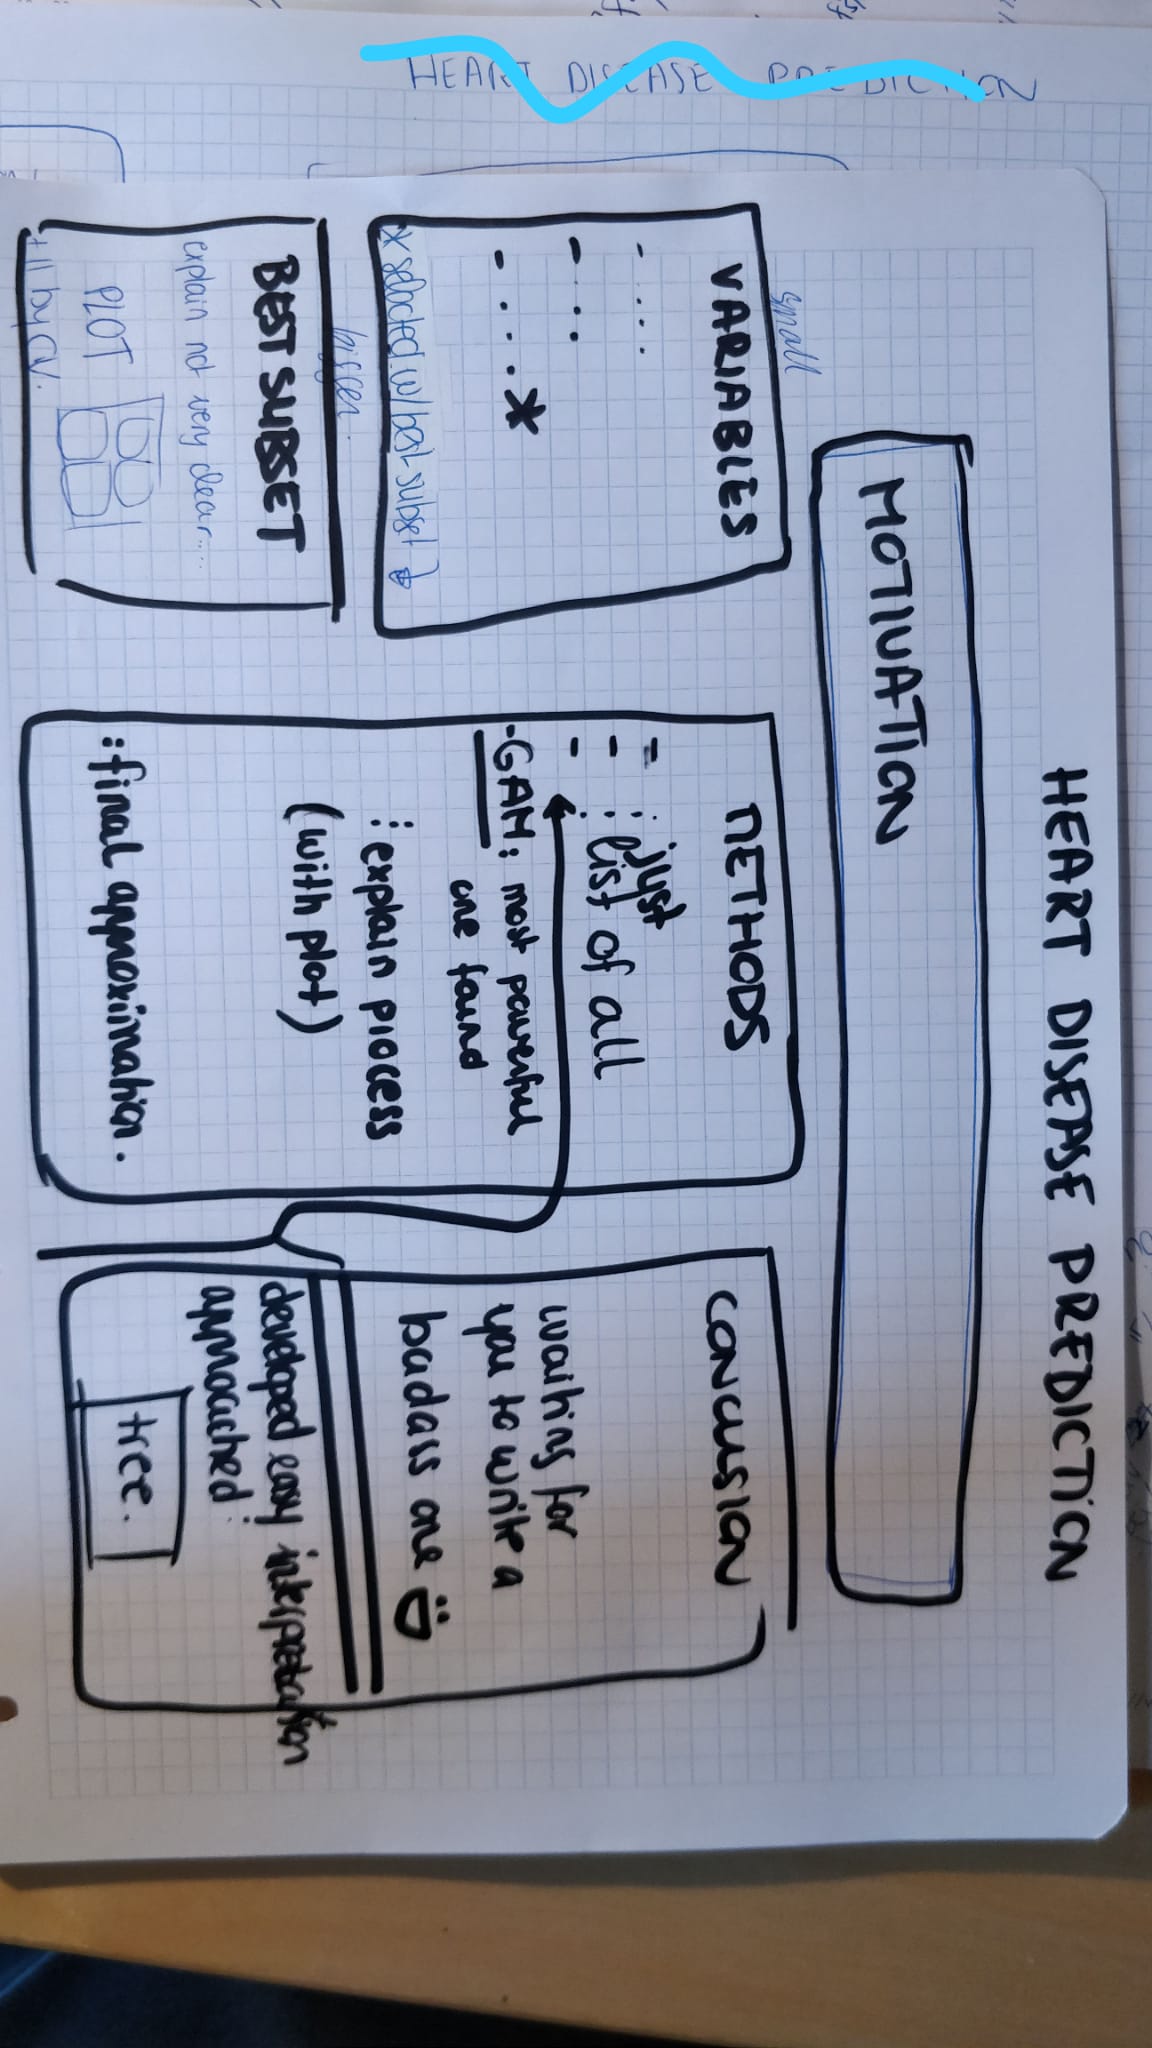 HEART DISEASE PREDICTION
HEART DISEASE PREDICTION
MOTIVATION
small
VARIABLES
- ....
- ...
- ....*
* selected w/ best subset
bigger.
BEST SUBSET
explain not very clear....
PLOT
by CV.
METHODS
- : just
- : list of all
-
- GAM: most powerful
one found
: explain process
(with plot)
: final approximation.
CONCLUSION
waiting for
you to write a
badass one
developed easy interpretation
approached:
tree.